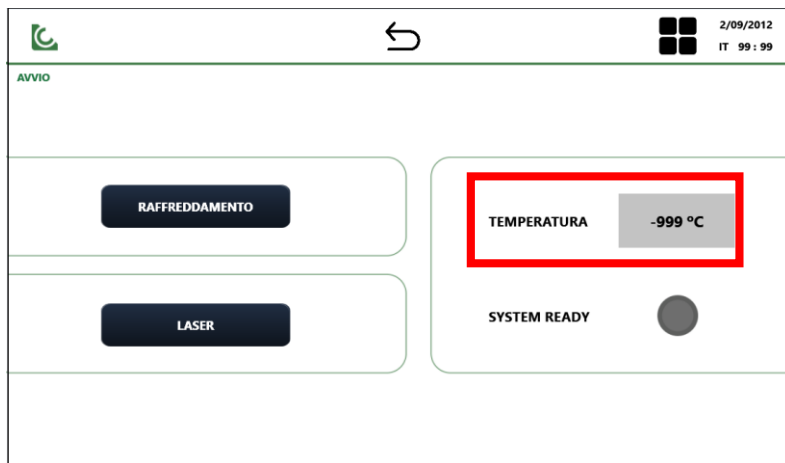 2/09/2012
IT 99 : 99
AVVIO
RAFFREDDAMENTO
LASER
TEMPERATURA -999 ºC
SYSTEM READY